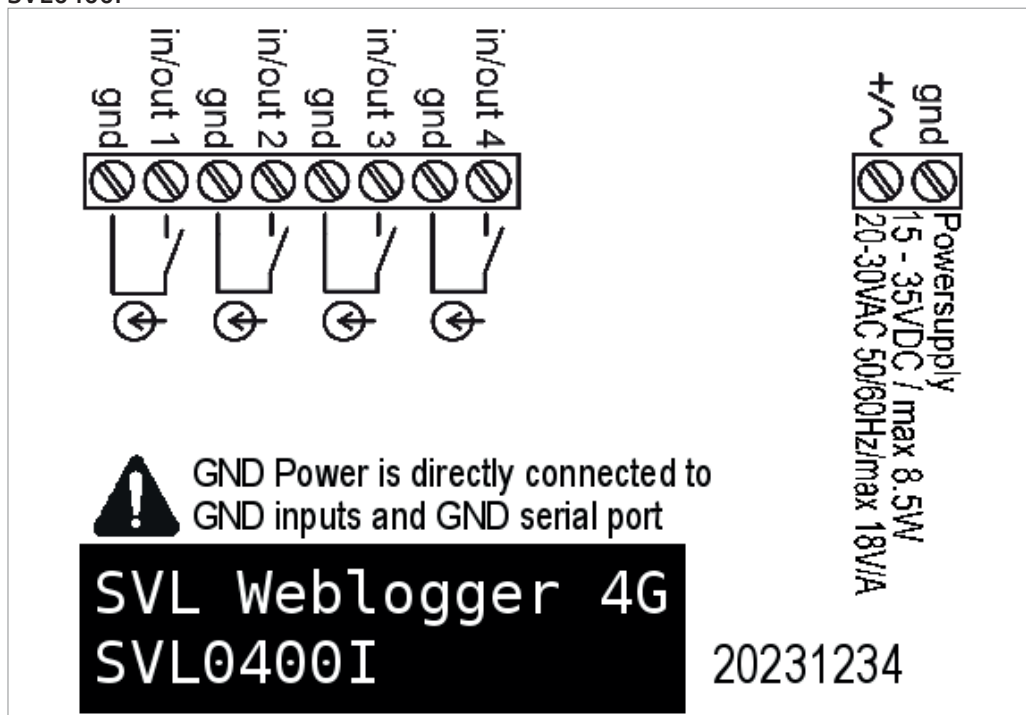 gnd
in/out 1
gnd
in/out 2
gnd
in/out 3
gnd
in/out 4
+/~
gnd
Powersupply
15 - 35VDC / max 8.5W
20-30VAC 50/60Hz/max 18V/A
GND Power is directly connected to
GND inputs and GND serial port
SVL Weblogger 4G
SVL0400I
20231234